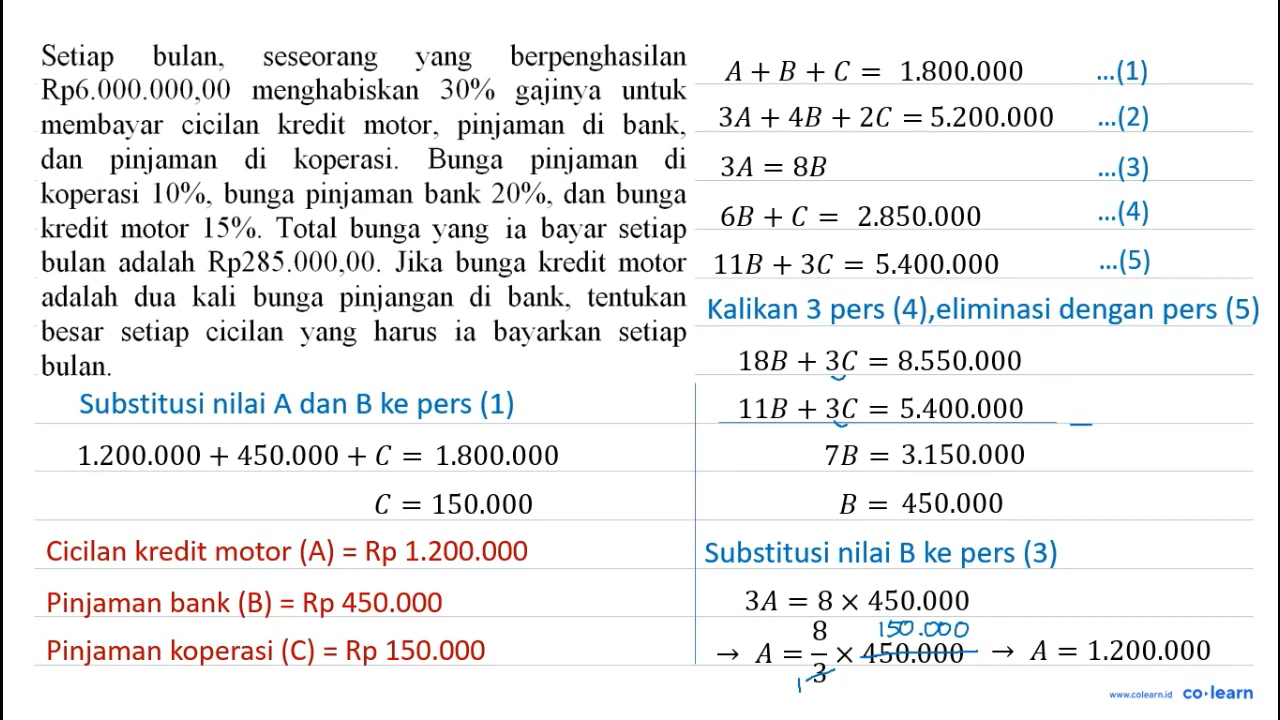 Setiap bulan, seseorang yang berpenghasilan
Rp6.000.000,00 menghabiskan 30% gajinya untuk
membayar cicilan kredit motor, pinjaman di bank,
dan pinjaman di koperasi. Bunga pinjaman di
koperasi 10%, bunga pinjaman bank 20%, dan bunga
kredit motor 15%. Total bunga yang ia bayar setiap
bulan adalah Rp285.000,00. Jika bunga kredit motor
adalah dua kali bunga pinjangan di bank, tentukan
besar setiap cicilan yang harus ia bayarkan setiap
bulan.
Substitusi nilai A dan B ke pers (1)
1.200.000 + 450.000 + C = 1.800.000
C = 150.000
Cicilan kredit motor (A) = Rp 1.200.000
Pinjaman bank (B) = Rp 450.000
Pinjaman koperasi (C) = Rp 150.000
A + B + C = 1.800.000 ...(1)
3A + 4B + 2C = 5.200.000 ...(2)
3A = 8B ...(3)
6B + C = 2.850.000 ...(4)
11B + 3C = 5.400.000 ...(5)
Kalikan 3 pers (4),eliminasi dengan pers (5)
18B + 3C = 8.550.000
11B + 3C = 5.400.000 −
7B = 3.150.000
B = 450.000
Substitusi nilai B ke pers (3)
3A = 8 × 450.000
150.000
→ A = 8/3 × 450.000 → A = 1.200.000
1
www.colearn.id co·learn